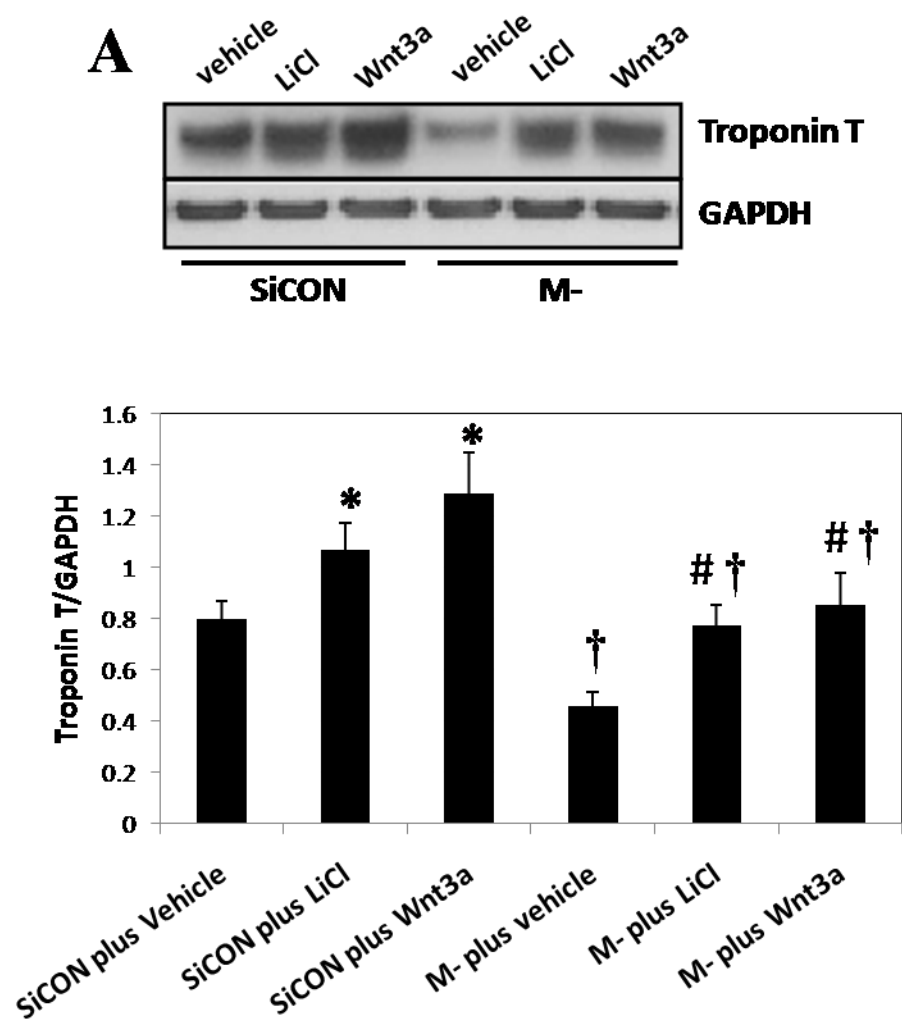 A
vehicle
LiCl
Wnt3a
vehicle
LiCl
Wnt3a
Troponin T
GAPDH
SiCON
M-
Troponin T/GAPDH
1.6
1.4
1.2
1
0.8
0.6
0.4
0.2
0
*
*
†
# †
# †
SiCON plus Vehicle
SiCON plus LiCl
SiCON plus Wnt3a
M- plus vehicle
M- plus LiCl
M- plus Wnt3a